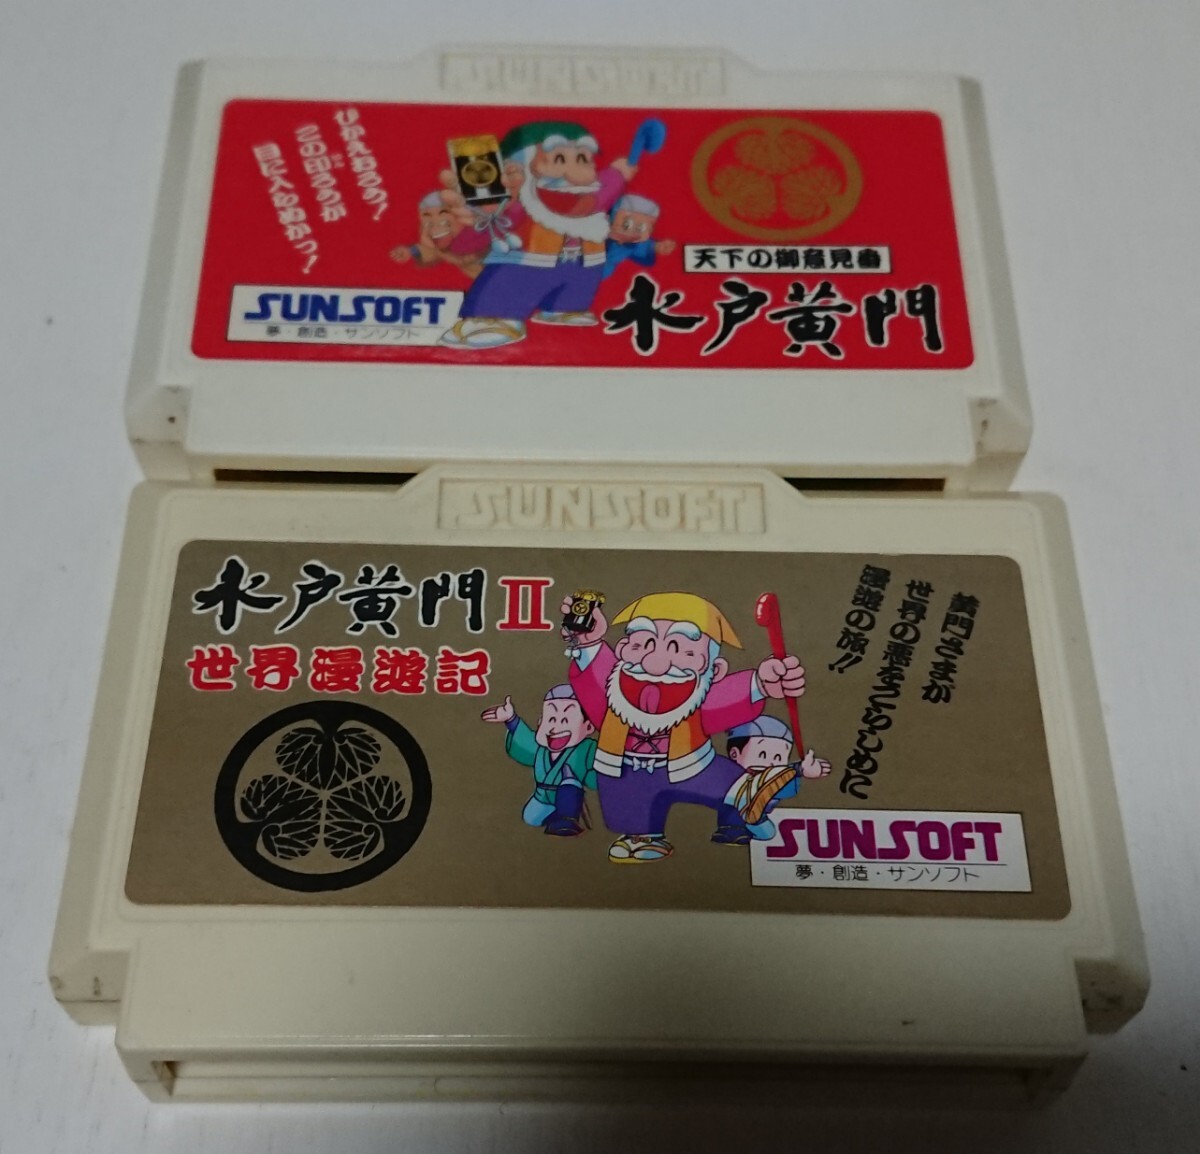 SUNSOFT
ひかえおろう!
この印ろうが
ろう
目に入らぬかっ!
天下の御意見番
水戸黄門
SUNSOFT
夢・創造・サンソフト
SUNSOFT
水戸黄門II
世界漫遊記
黄門さまが
世界の悪をこらしめに
漫遊の旅!!
SUNSOFT
夢・創造・サンソフト